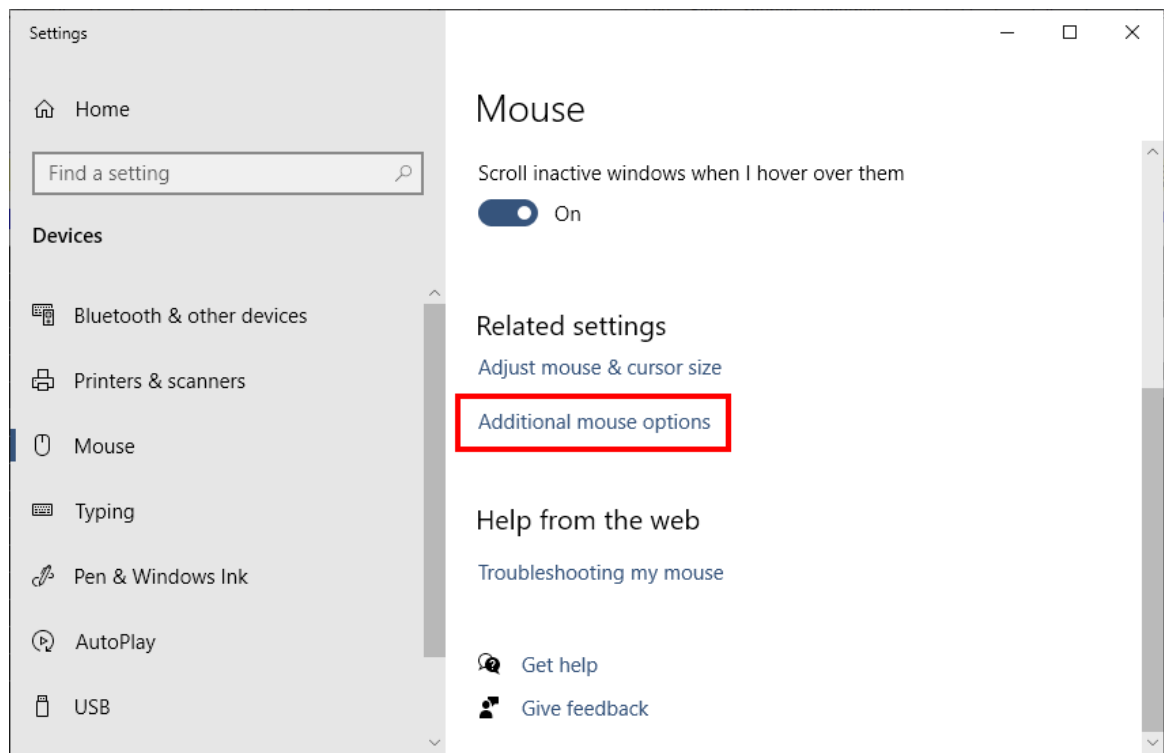 Settings
Home
Find a setting
Devices
Bluetooth & other devices
Printers & scanners
Mouse
Typing
Pen & Windows Ink
AutoPlay
USB
Mouse
Scroll inactive windows when I hover over them
On
Related settings
Adjust mouse & cursor size
Additional mouse options
Help from the web
Troubleshooting my mouse
Get help
Give feedback